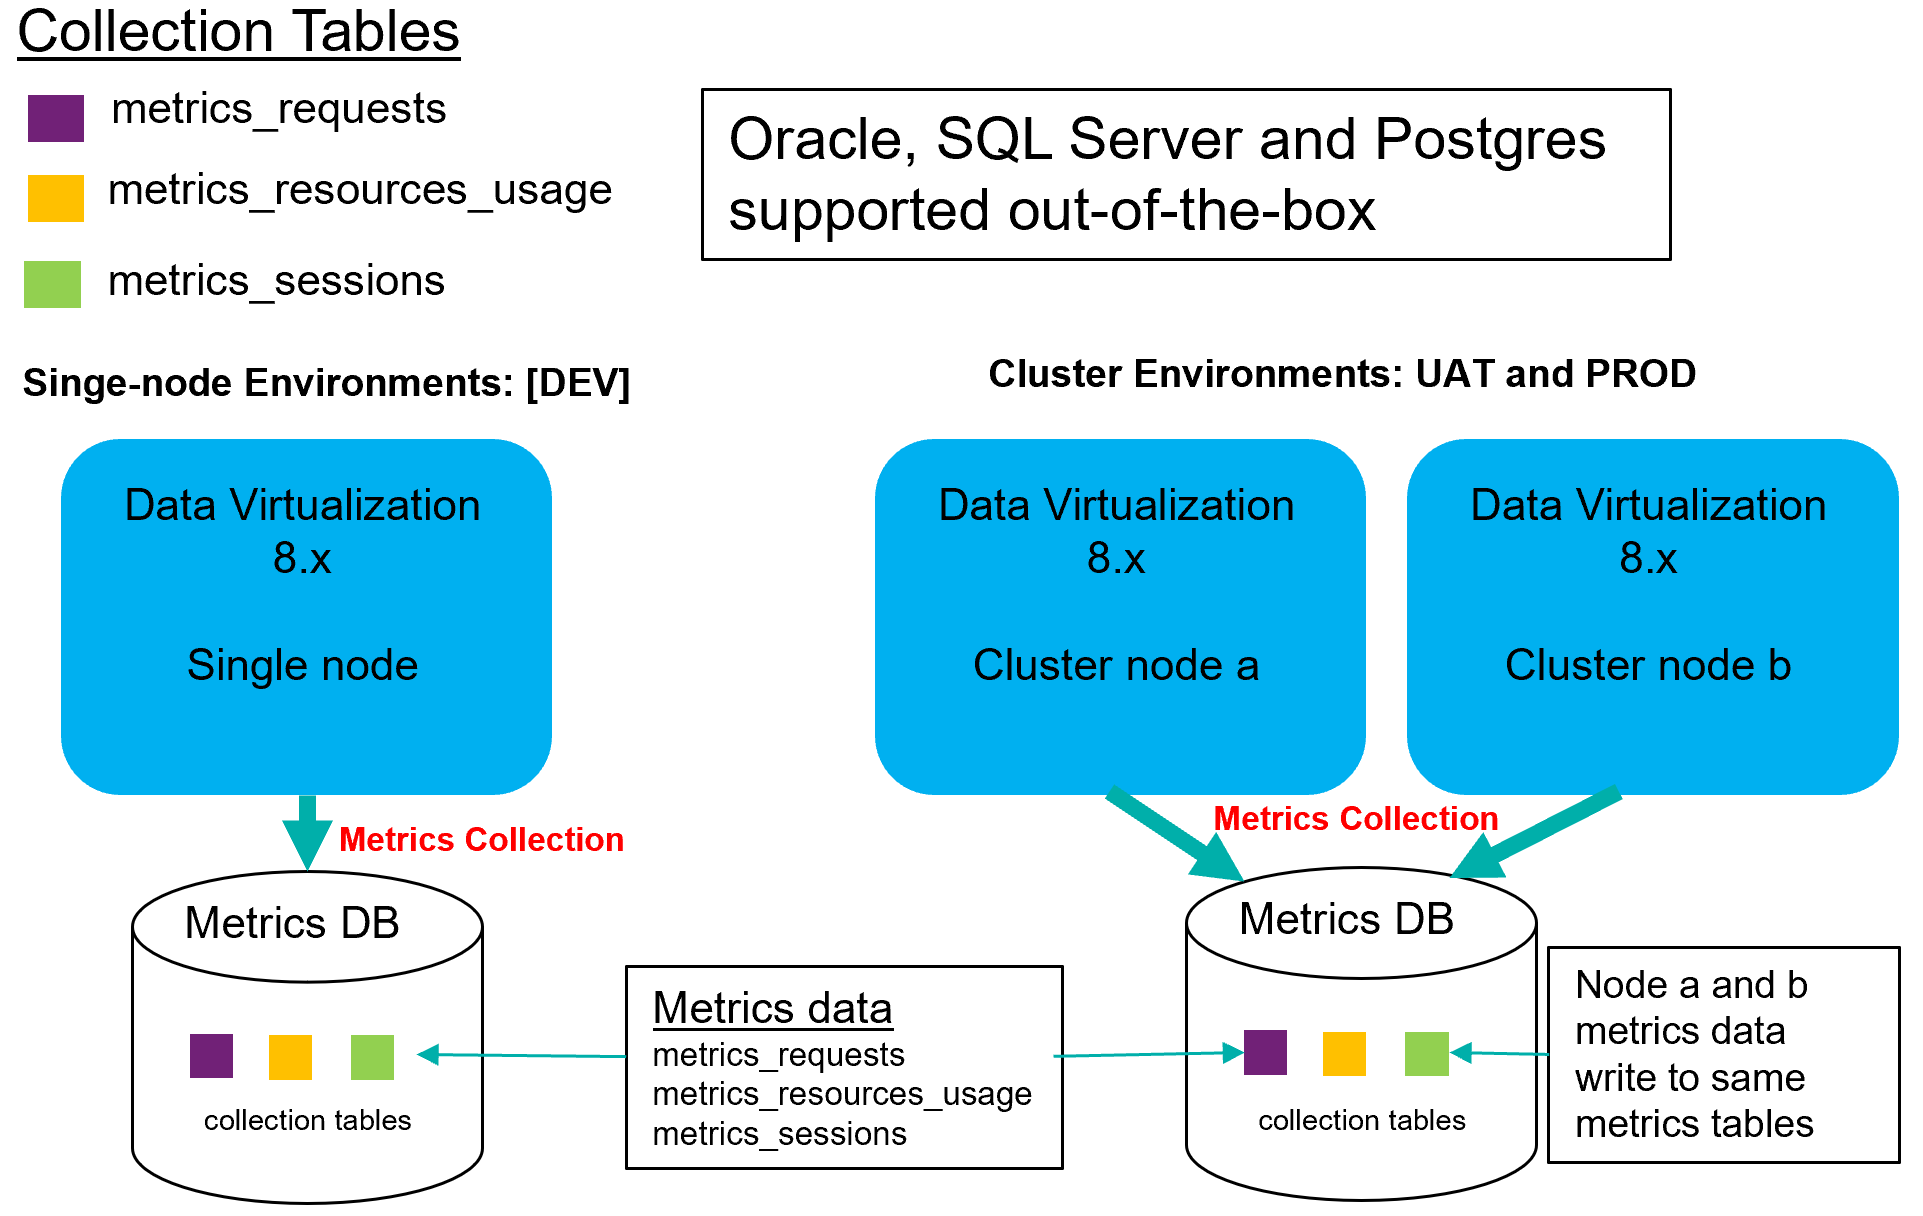 Collection Tables
metrics_requests
metrics_resources_usage
metrics_sessions
Oracle, SQL Server and Postgres
supported out-of-the-box
Singe-node Environments: [DEV]
Cluster Environments: UAT and PROD
Data Virtualization
8.x
Single node
Data Virtualization
8.x
Cluster node a
Data Virtualization
8.x
Cluster node b
Metrics Collection
Metrics Collection
Metrics DB
collection tables
Metrics data
metrics_requests
metrics_resources_usage
metrics_sessions
Metrics DB
collection tables
Node a and b
metrics data
write to same
metrics tables